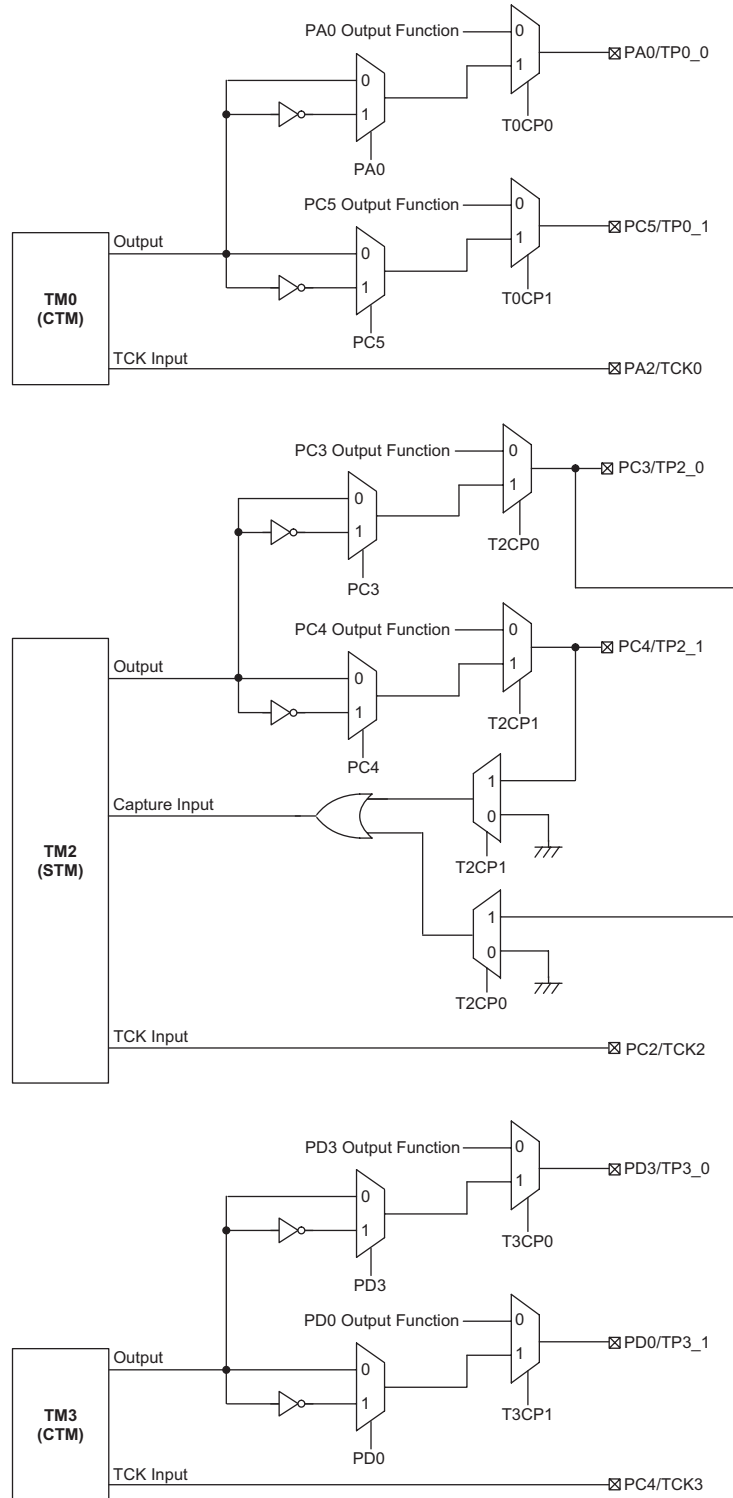 PA0 Output Function
0
1
PA0/TP0_0
T0CP0
0
1
PA0
PC5 Output Function
0
1
PC5/TP0_1
T0CP1
TM0
(CTM)
Output
0
1
PC5
TCK Input
PA2/TCK0
PC3 Output Function
0
1
PC3/TP2_0
T2CP0
0
1
PC3
PC4 Output Function
0
1
PC4/TP2_1
T2CP1
TM2
(STM)
Output
0
1
PC4
Capture Input
1
0
T2CP1
1
0
T2CP0
TCK Input
PC2/TCK2
PD3 Output Function
0
1
PD3/TP3_0
T3CP0
0
1
PD3
PD0 Output Function
0
1
PD0/TP3_1
T3CP1
TM3
(CTM)
Output
0
1
PD0
TCK Input
PC4/TCK3